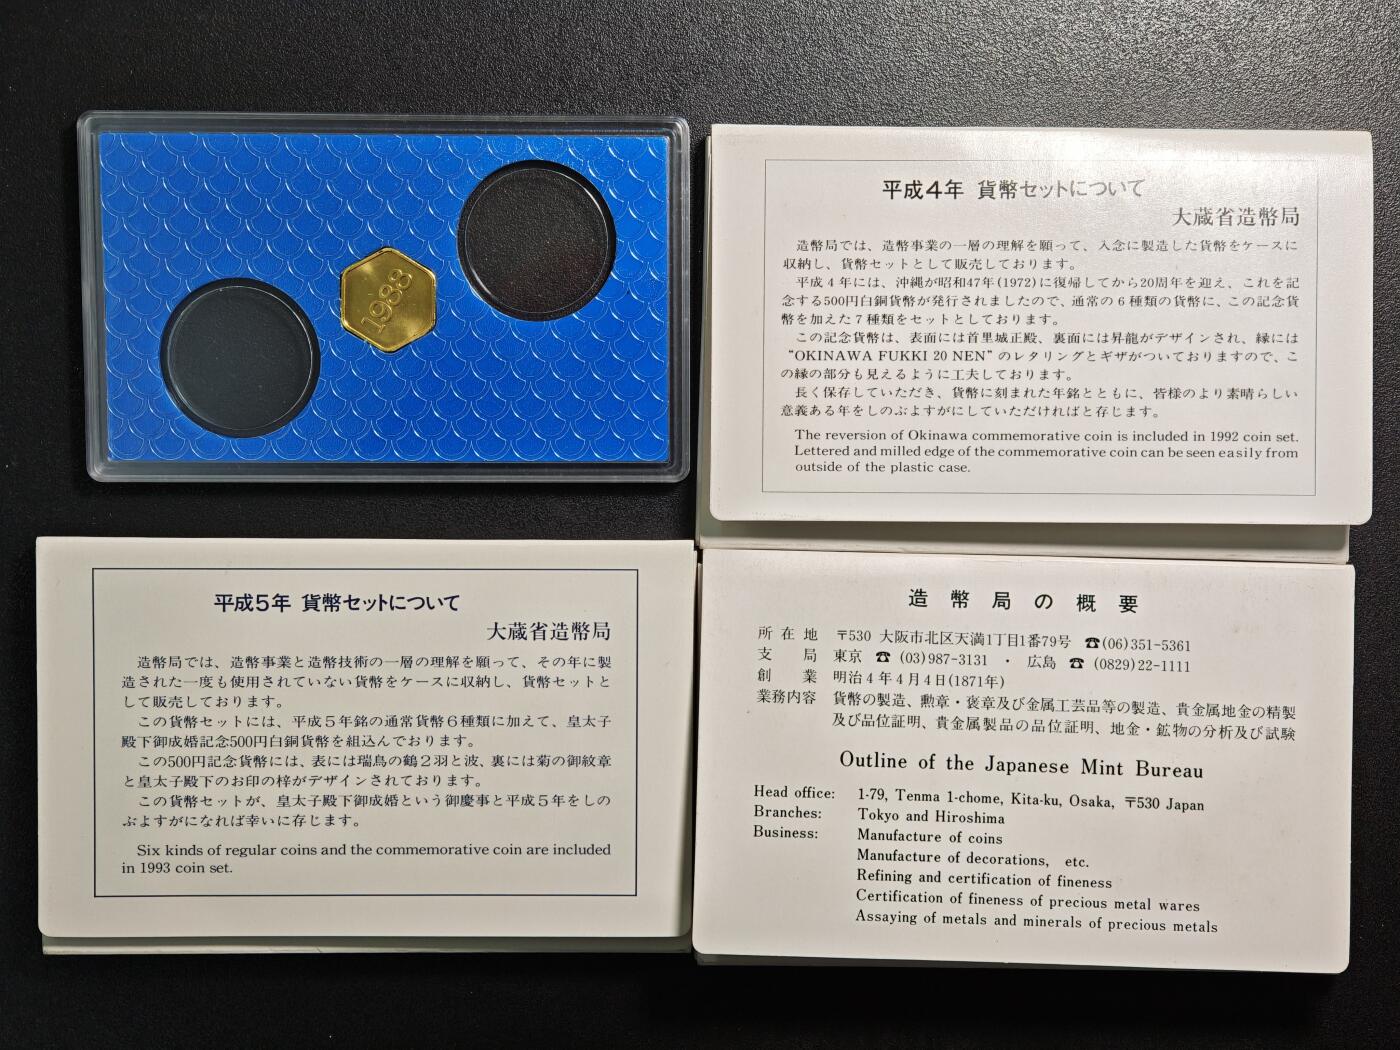 1988
平成4年 貨幣セットについて
大蔵省造幣局
造幣局では、造幣事業の一層の理解を願って、入念に製造した貨幣をケースに
収納し、貨幣セットとして販売しております。
平成4年には、沖縄が昭和47年(1972)に復帰してから20周年を迎え、これを記
念する500円白銅貨幣が発行されましたので、通常の6種類の貨幣に、この記念貨
幣を加えた7種類をセットとしております。
この記念貨幣は、表面には首里城正殿、裏面には昇龍がデザインされ、縁には
“OKINAWA FUKKI 20 NEN”のレタリングとギザがついておりますので、こ
の縁の部分も見えるように工夫しております。
長く保存していただき、貨幣に刻まれた年銘とともに、皆様のより素晴らしい
意義ある年をしのぶよすがにしていただければと存じます。
The reversion of Okinawa commemorative coin is included in 1992 coin set.
Lettered and milled edge of the commemorative coin can be seen easily from
outside of the plastic case.
平成5年 貨幣セットについて
大蔵省造幣局
造幣局では、造幣事業と造幣技術の一層の理解を願って、その年に製
造された一度も使用されていない貨幣をケースに収納し、貨幣セットと
して販売しております。
この貨幣セットには、平成5年銘の通常貨幣6種類に加えて、皇太子
殿下御成婚記念500円白銅貨幣を組込んでおります。
この500円記念貨幣には、表には瑞鳥の鶴2羽と波、裏には菊の御紋章
と皇太子殿下のお印の梓がデザインされております。
この貨幣セットが、皇太子殿下御成婚という御慶事と平成5年をしの
ぶよすがになれば幸いに存じます。
Six kinds of regular coins and the commemorative coin are included
in 1993 coin set.
造幣局の概要
所在地 〒530 大阪市北区天満1丁目1番79号 ☎(06)351-5361
支局 東京 ☎ (03)987-3131 ・ 広島 ☎ (0829)22-1111
創業 明治4年4月4日(1871年)
業務内容 貨幣の製造、勲章・褒章及び金属工芸品等の製造、貴金属地金の精製
及び品位証明、貴金属製品の品位証明、地金・鉱物の分析及び試験
Outline of the Japanese Mint Bureau
Head office: 1-79, Tenma 1-chome, Kita-ku, Osaka, 〒530 Japan
Branches: Tokyo and Hiroshima
Business: Manufacture of coins
Manufacture of decorations, etc.
Refining and certification of fineness
Certification of fineness of precious metal wares
Assaying of metals and minerals of precious metals